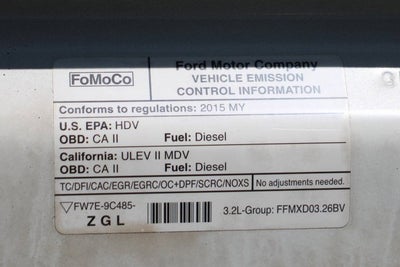 FoMoCo
Ford Motor Company
VEHICLE EMISSION
CONTROL INFORMATION
Conforms to regulations: 2015 MY
U.S. EPA: HDV
OBD: CA II Fuel: Diesel
California: ULEV II MDV
OBD: CA II Fuel: Diesel
TC/DFI/CAC/EGR/EGRC/OC+DPF/SCRC/NOXS No adjustments needed.
FW7E-9C485-
ZGL
3.2L-Group: FFMXD03.26BV